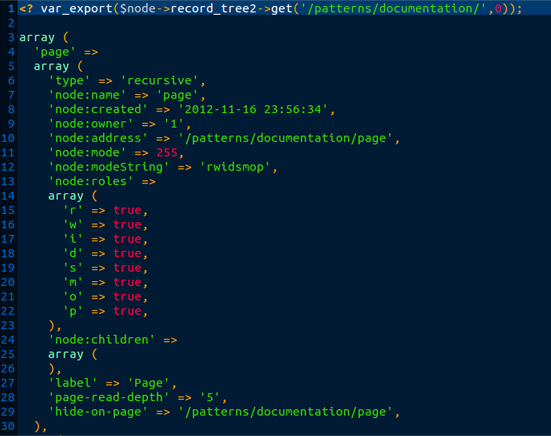 1 <? var_export($node->record_tree2->get('/patterns/documentation/',0));
2
3 array (
4   'page' =>
5   array (
6     'type' => 'recursive',
7     'node:name' => 'page',
8     'node:created' => '2012-11-16 23:56:34',
9     'node:owner' => '1',
10     'node:address' => '/patterns/documentation/page',
11     'node:mode' => 255,
12     'node:modeString' => 'rwidsmop',
13     'node:roles' =>
14     array (
15       'r' => true,
16       'w' => true,
17       'i' => true,
18       'd' => true,
19       's' => true,
20       'm' => true,
21       'o' => true,
22       'p' => true,
23     ),
24     'node:children' =>
25     array (
26     ),
27     'label' => 'Page',
28     'page-read-depth' => '5',
29     'hide-on-page' => '/patterns/documentation/page',
30   ),